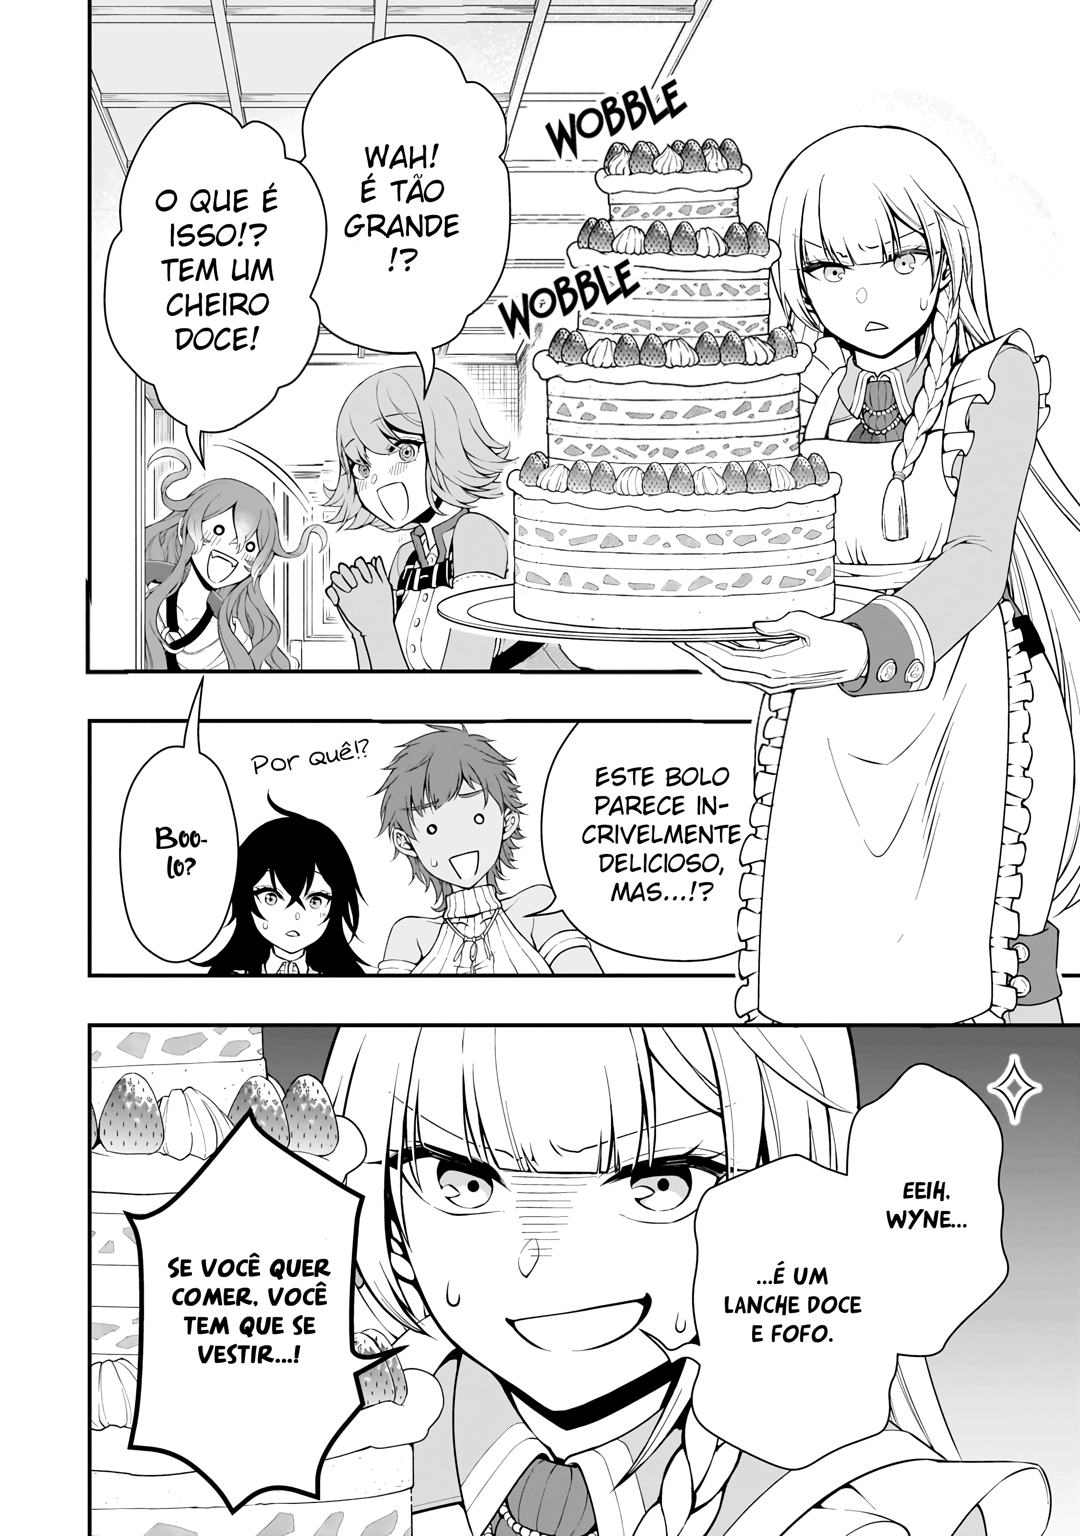 WOBBLE
WAH!
É TÃO
GRANDE
!?
WOBBLE
O QUE É
ISSO!?
TEM UM
CHEIRO
DOCE!
ESTE BOLO
PARECE IN-
CRIVELMENTE
DELICIOSO,
MAS...!?
Por quê!?
Boo-
lo?
EEIH,
WYNE...
...É UM
LANCHE DOCE
E FOFO.
SE VOCÊ QUER
COMER, VOCÊ
TEM QUE SE
VESTIR...!